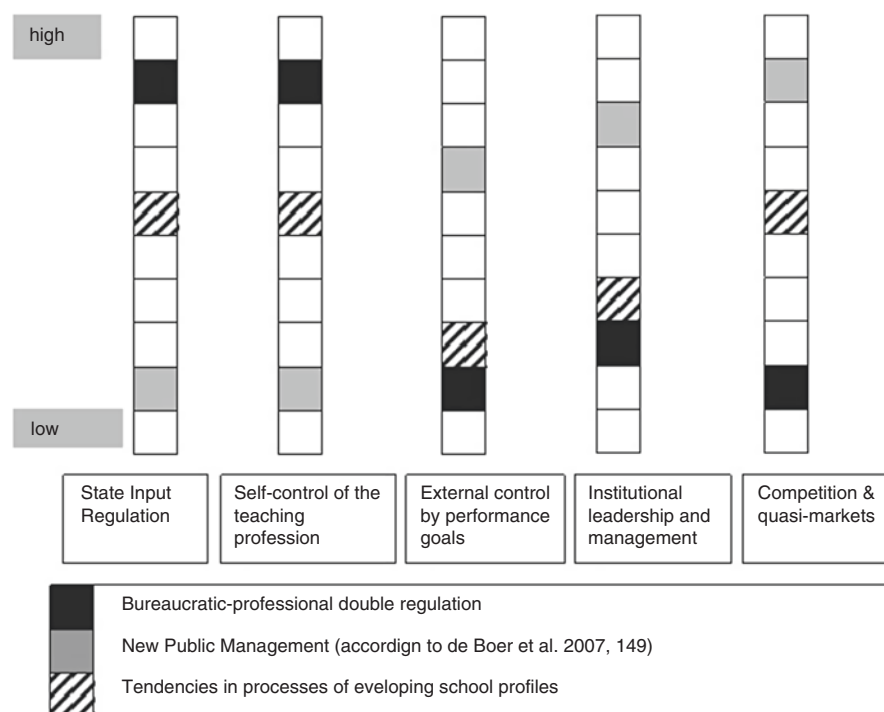 high
low
State Input
Regulation
Self-control of the
teaching
profession
External control
by performance
goals
Institutional
leadership and
management
Competition &
quasi-markets
Bureaucratic-professional double regulation
New Public Management (accordign to de Boer et al. 2007, 149)
Tendencies in processes of eveloping school profiles